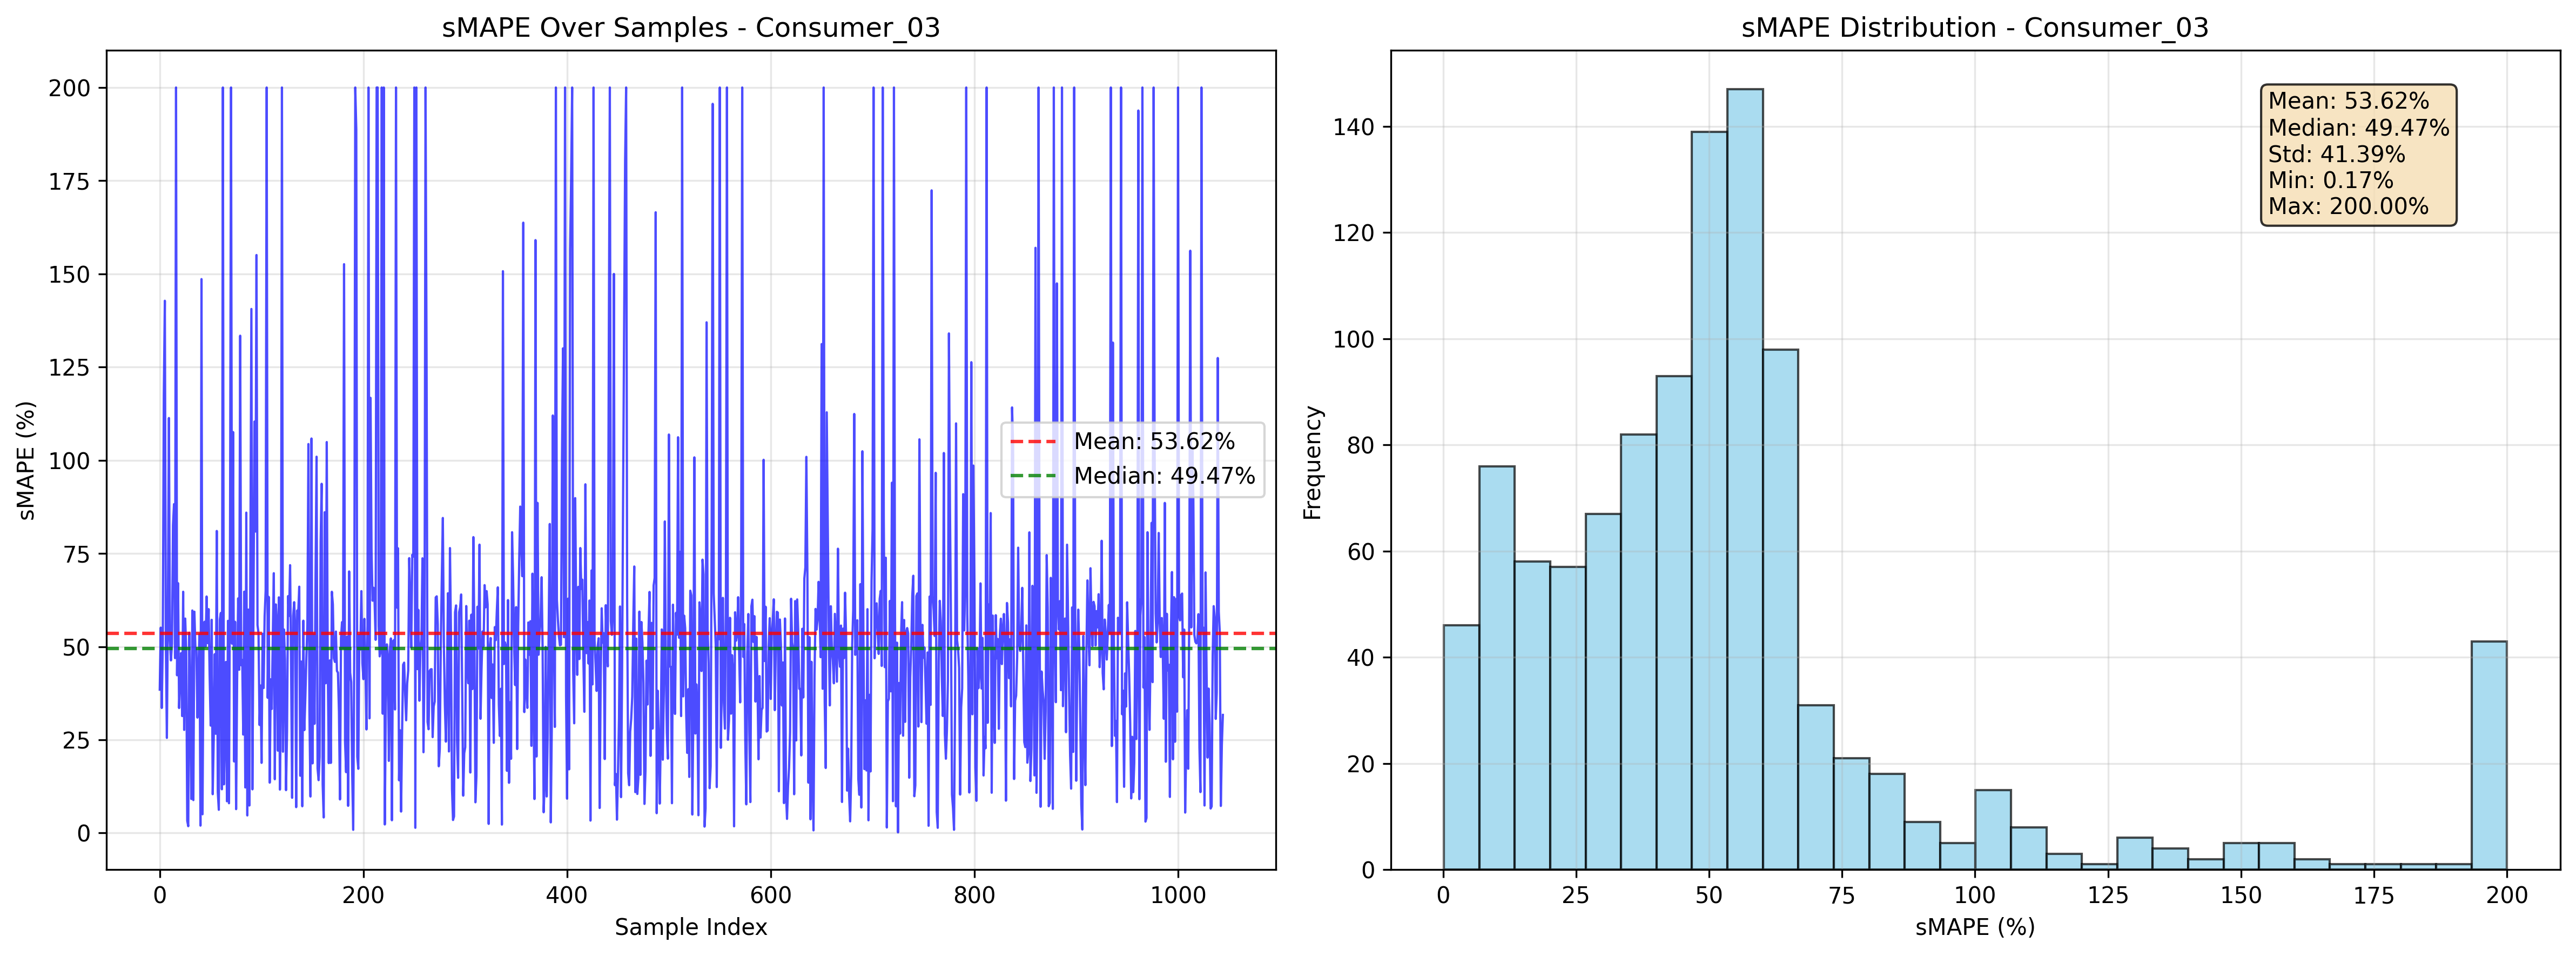 sMAPE Over Samples - Consumer_03
200
175
150
125
100
75
50
25
0
sMAPE (%)
Mean: 53.62%
Median: 49.47%
0
200
400
600
800
1000
Sample Index
sMAPE Distribution - Consumer_03
140
120
100
80
60
40
20
0
Frequency
Mean: 53.62%
Median: 49.47%
Std: 41.39%
Min: 0.17%
Max: 200.00%
0
25
50
75
100
125
150
175
200
sMAPE (%)